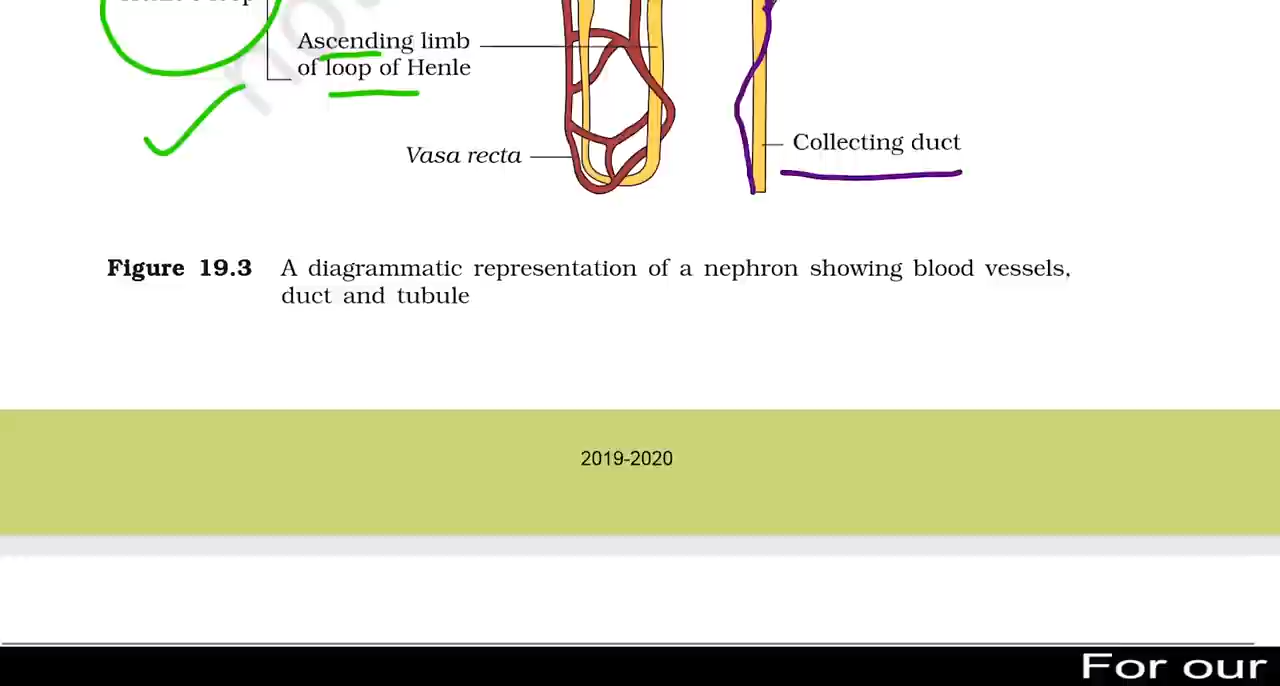 Ascending limb
of loop of Henle
Vasa recta
Collecting duct
Figure 19.3 A diagrammatic representation of a nephron showing blood vessels,
duct and tubule
2019-2020
For our